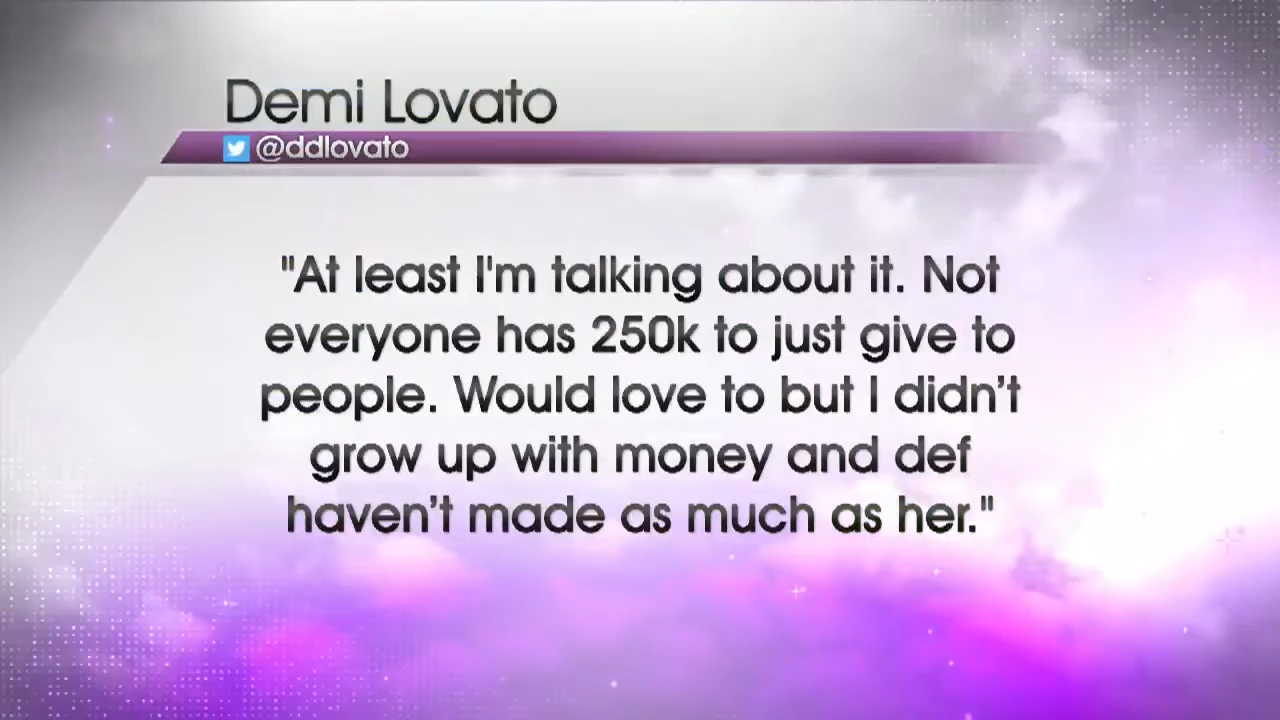 Demi Lovato
@ddlovato
"At least I'm talking about it. Not
everyone has 250k to just give to
people. Would love to but I didn’t
grow up with money and def
haven’t made as much as her."